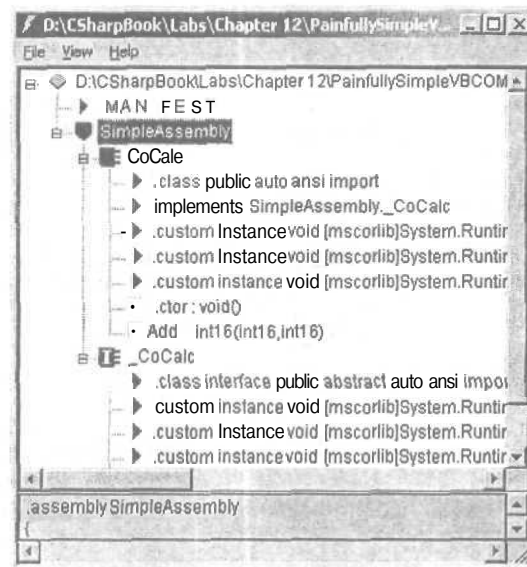 D:\CSharpBook\Labs\Chapter 12\PainfullySimpleV...
File View Help
D:\CSharpBook\Labs\Chapter 12\PainfullySimpleVBCOM
MAN FEST
SimpleAssembly
CoCale
.class public auto ansi import
implements SimpleAssembly._CoCalc
.custom Instance void [mscorlib]System.Runtir
.custom Instance void [mscorlib]System.Runtir
.custom instance void [mscorlib]System.Runtir
.ctor : void()
Add int16(int16,int16)
_CoCalc
.class interface public abstract auto ansi impor
custom instance void [mscorlib]System.Runtir
.custom Instance void [mscorlib]System.Runtir
.custom instance void [mscorlib]System.Runtir
.assembly SimpleAssembly
{